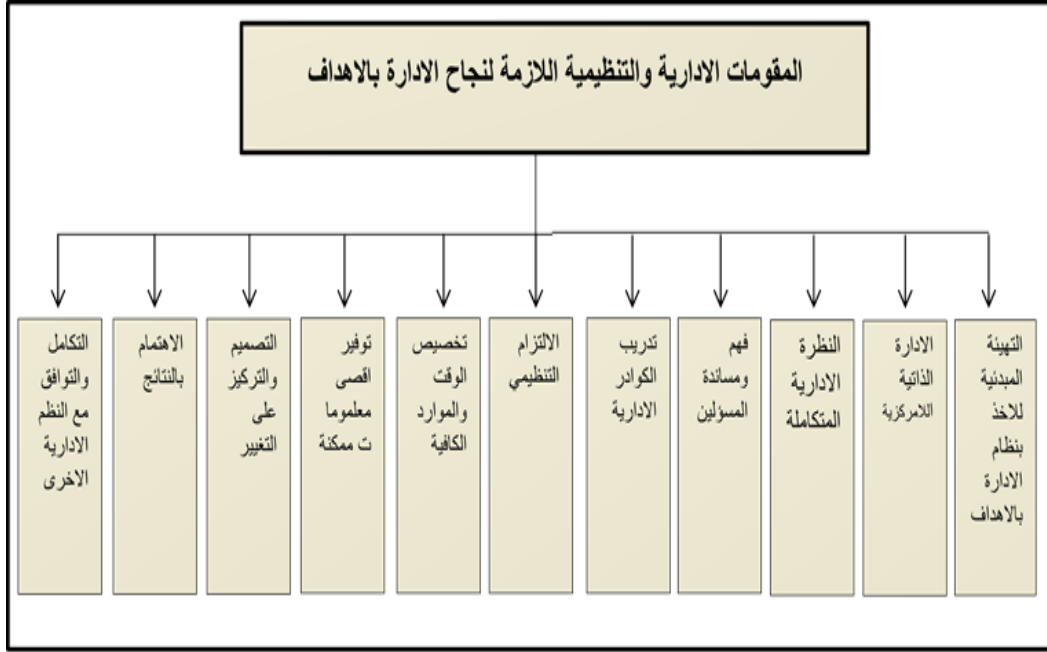 المقومات الادارية والتنظيمية اللازمة لنجاح الادارة بالاهداف
التهيئة
المبدئية
للاخذ
بنظام
الادارة
بالاهداف
الادارة
الذاتية
اللامركزية
النظرة
الادارية
المتكاملة
فهم
ومساندة
المسؤلين
تدريب
الكوادر
الادارية
الالتزام
التنظيمي
تخصيص
الوقت
والموارد
الكافية
توفير
اقصى
معلوما
ت ممكنة
التصميم
والتركيز
على
التغيير
الاهتمام
بالنتائج
التكامل
والتوافق
مع النظم
الادارية
الاخرى